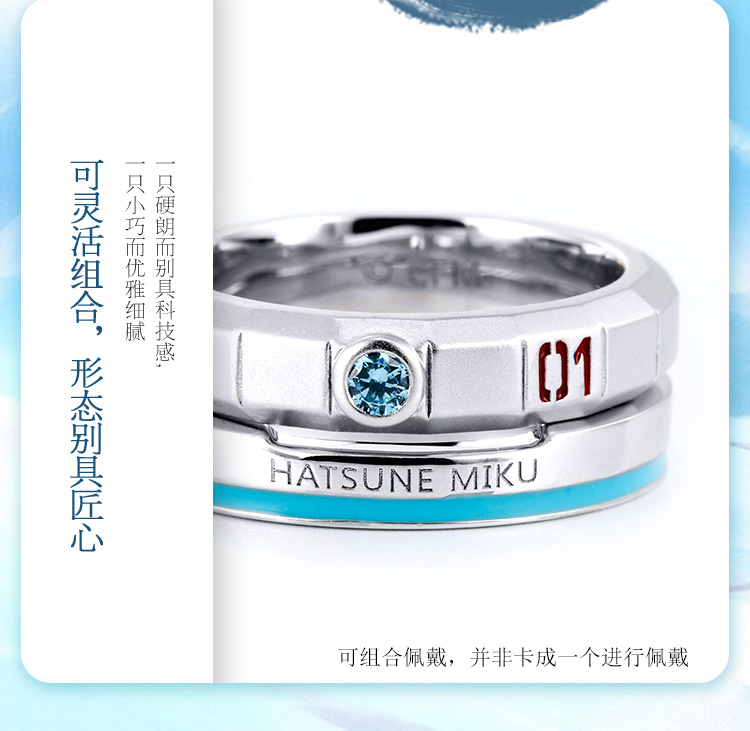 可灵活组合，形态别具匠心
一只硬朗而别具科技感，
一只小巧而优雅细腻
© CFM
01
HATSUNE MIKU
可组合佩戴，并非卡成一个进行佩戴